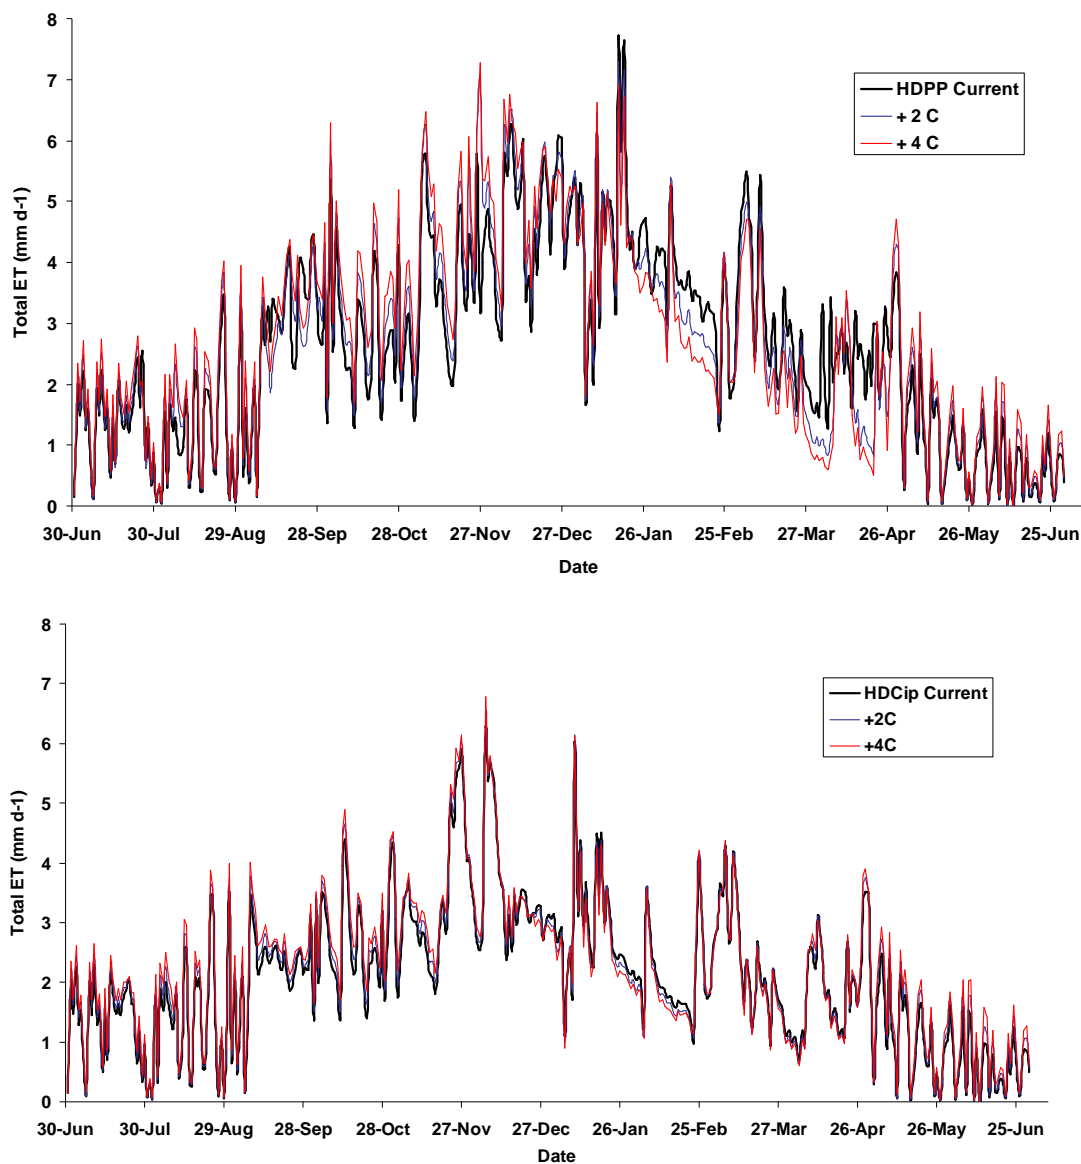 8
7
6
5
4
3
2
1
0
Total ET (mm d-1)
HDPP Current
+ 2 C
+ 4 C
30-Jun 30-Jul 29-Aug 28-Sep 28-Oct 27-Nov 27-Dec 26-Jan 25-Feb 27-Mar 26-Apr 26-May 25-Jun
Date
8
7
6
5
4
3
2
1
0
Total ET (mm d-1)
HDCip Current
+2C
+4C
30-Jun 30-Jul 29-Aug 28-Sep 28-Oct 27-Nov 27-Dec 26-Jan 25-Feb 27-Mar 26-Apr 26-May 25-Jun
Date